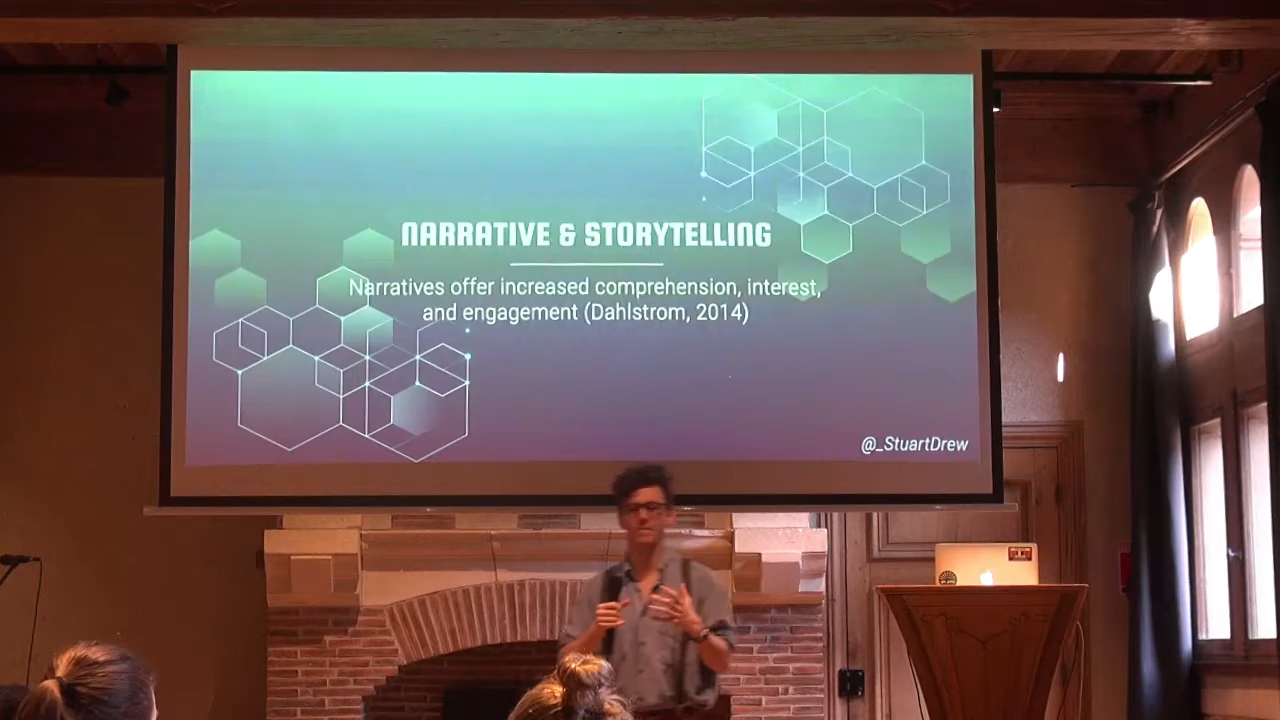 NARRATIVE & STORYTELLING
Narratives offer increased comprehension, interest,
and engagement (Dahlstrom, 2014)
@_StuartDrew